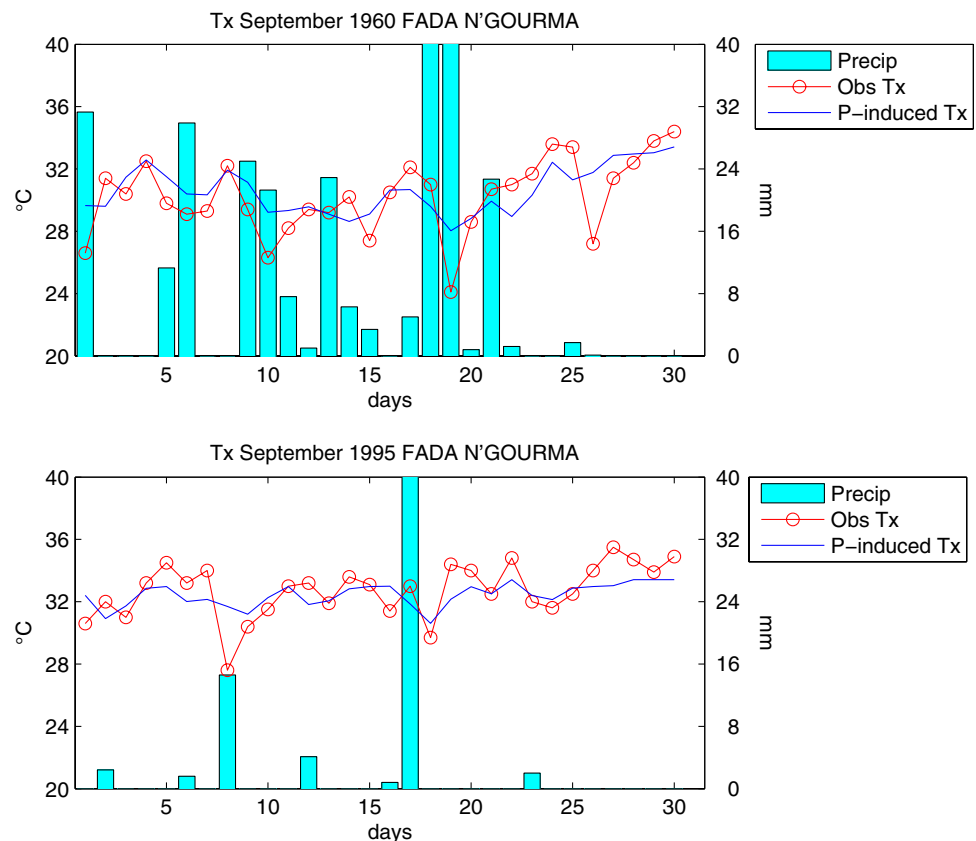 Tx September 1960 FADA N'GOURMA
40
36
32
28
24
20
°C
5
10
15
20
25
30
days
40
32
24
16
8
0
mm
Precip
Obs Tx
P-induced Tx
Tx September 1995 FADA N'GOURMA
40
36
32
28
24
20
°C
5
10
15
20
25
30
days
40
32
24
16
8
0
mm
Precip
Obs Tx
P-induced Tx